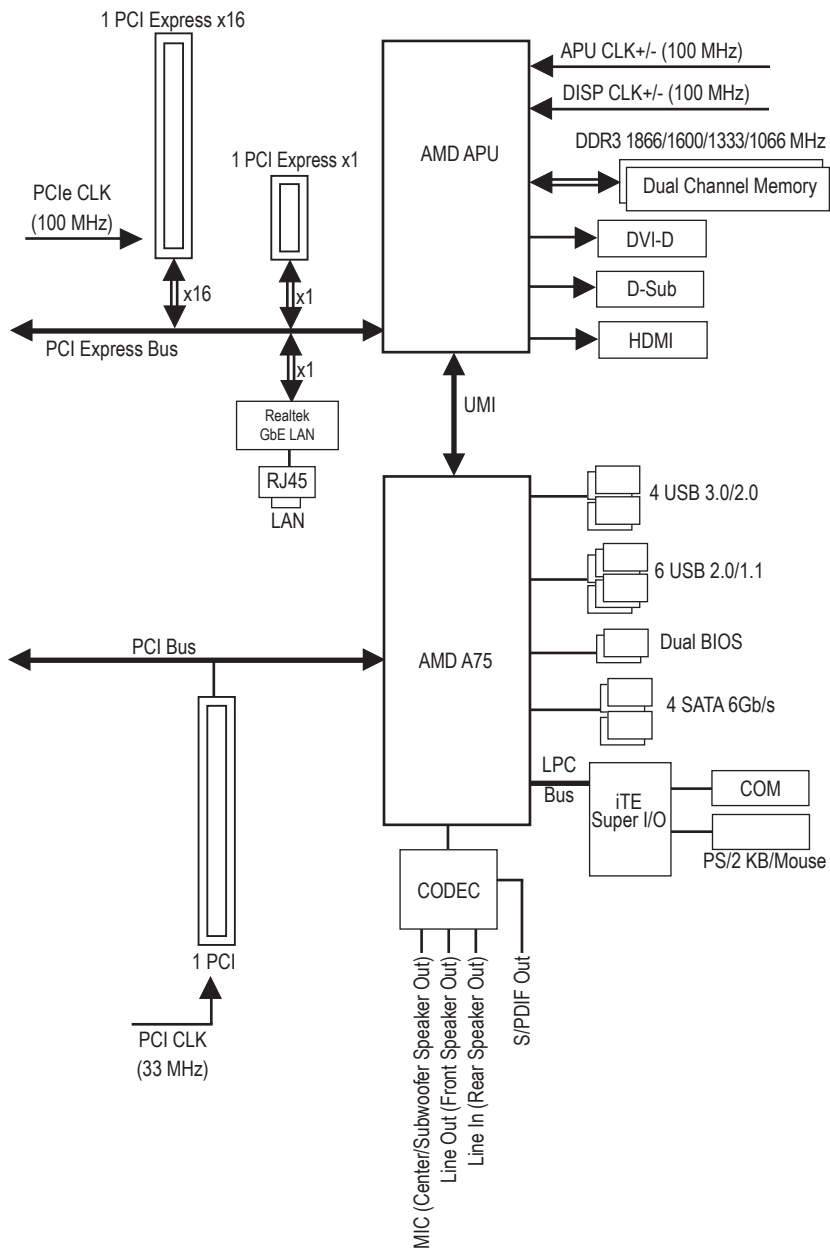 1 PCI Express x16
APU CLK+/- (100 MHz)
DISP CLK+/- (100 MHz)
DDR3 1866/1600/1333/1066 MHz
Dual Channel Memory
AMD APU
1 PCI Express x1
PCIe CLK
(100 MHz)
DVI-D
D-Sub
HDMI
x16
x1
PCI Express Bus
x1
UMI
Realtek
GbE LAN
RJ45
LAN
4 USB 3.0/2.0
6 USB 2.0/1.1
Dual BIOS
4 SATA 6Gb/s
PCI Bus
AMD A75
LPC
Bus
iTE
Super I/O
COM
PS/2 KB/Mouse
CODEC
1 PCI
PCI CLK
(33 MHz)
MIC (Center/Subwoofer Speaker Out)
Line Out (Front Speaker Out)
Line In (Rear Speaker Out)
S/PDIF Out